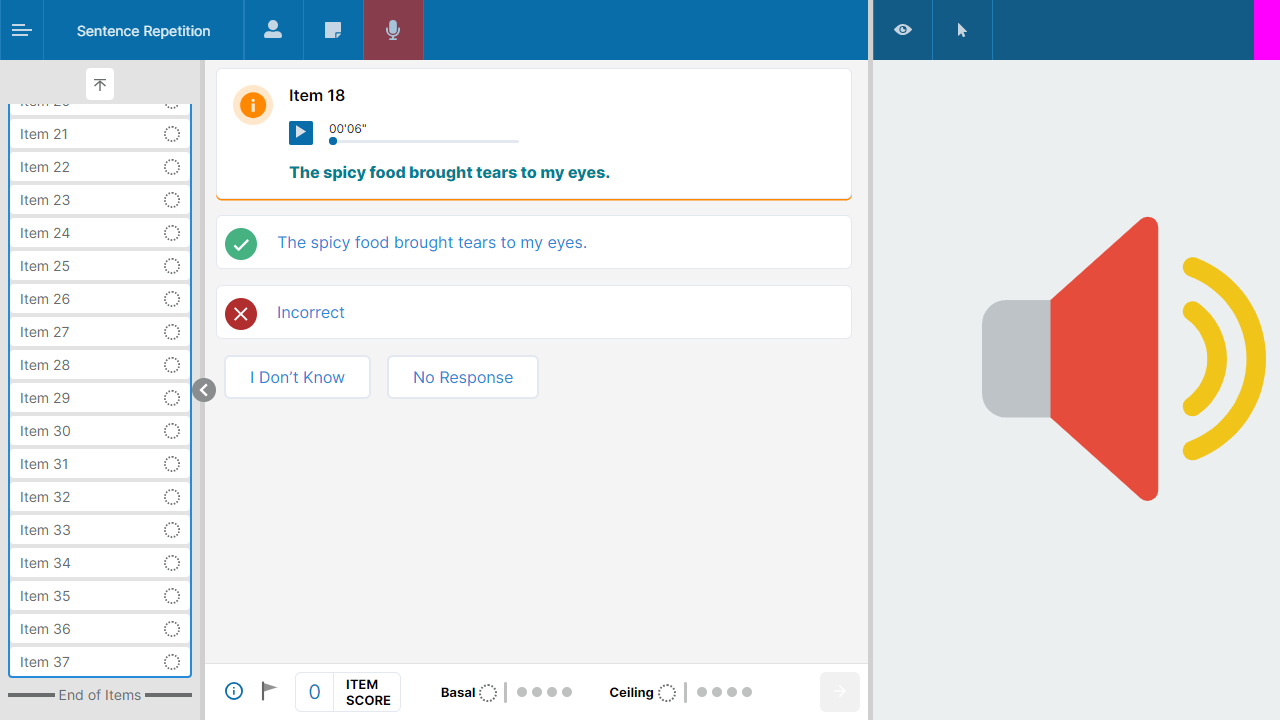 Sentence Repetition
Item 20
Item 21
Item 22
Item 23
Item 24
Item 25
Item 26
Item 27
Item 28
Item 29
Item 30
Item 31
Item 32
Item 33
Item 34
Item 35
Item 36
Item 37
End of Items
Item 18
00'06"
The spicy food brought tears to my eyes.
The spicy food brought tears to my eyes.
Incorrect
I Don’t Know
No Response
0
ITEM
SCORE
Basal
Ceiling